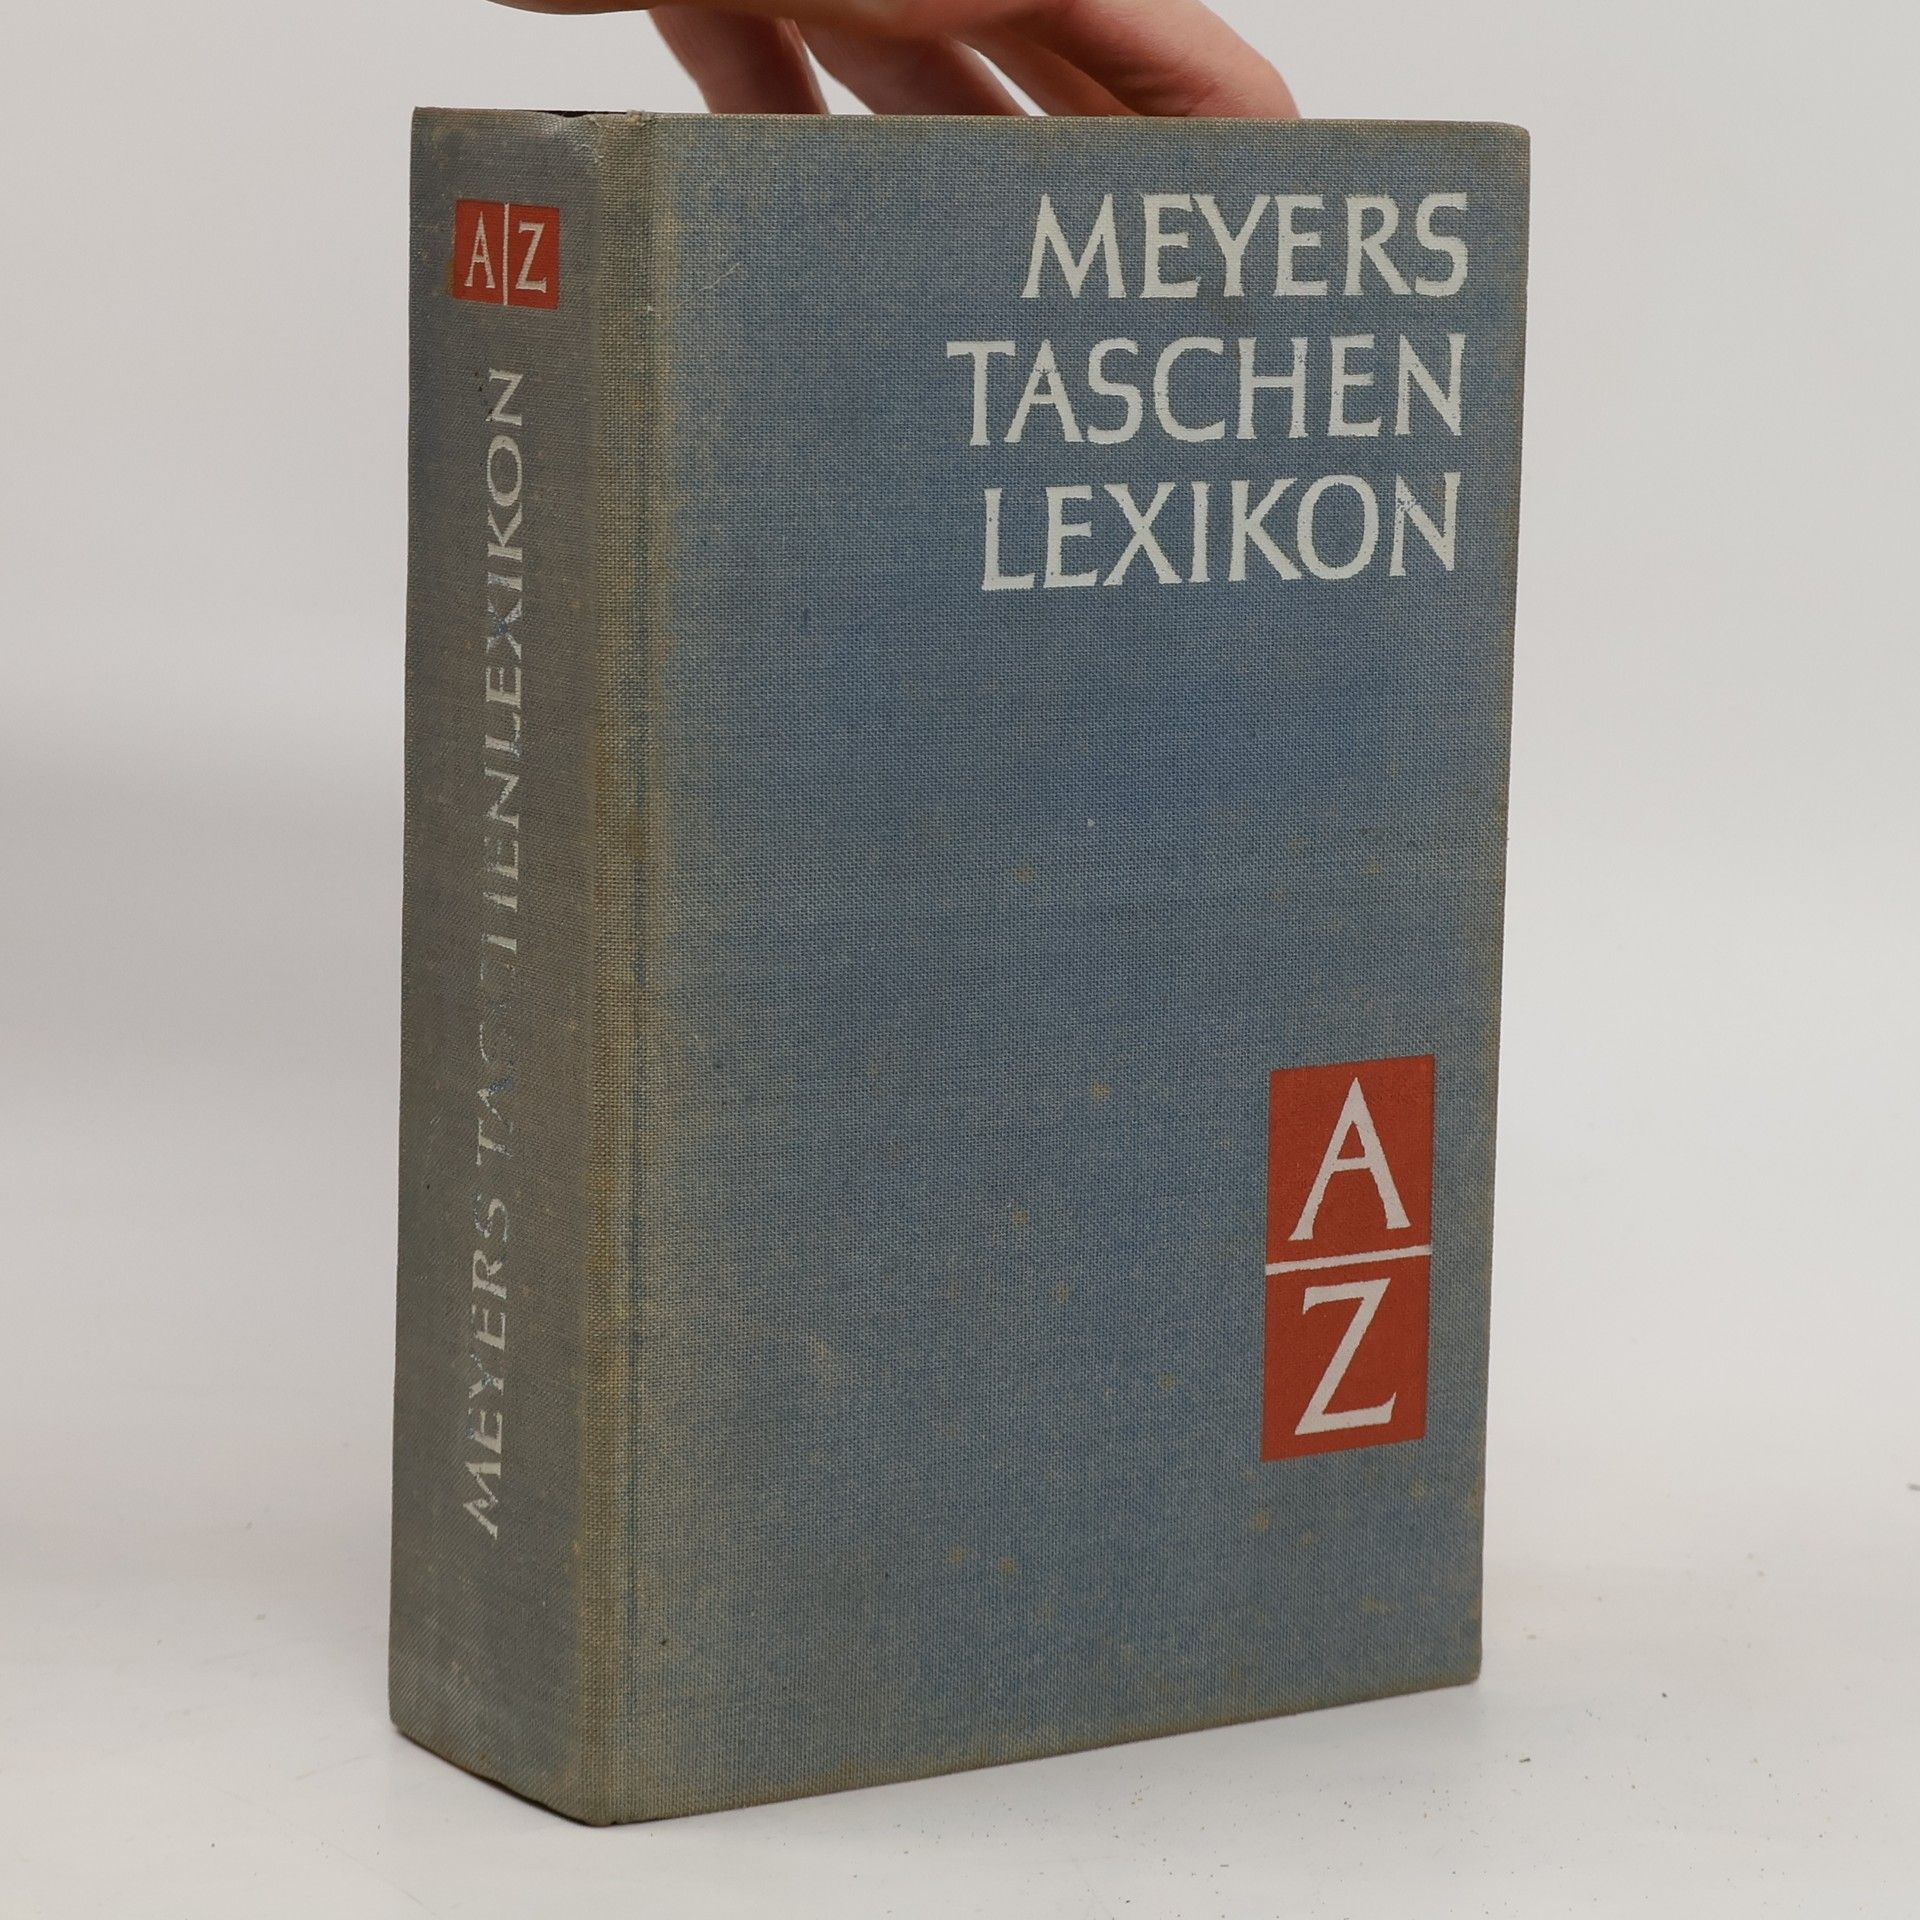 A|Z
MEYERS TASCHENLEXIKON
MEYERS
TASCHEN
LEXIKON
A
Z